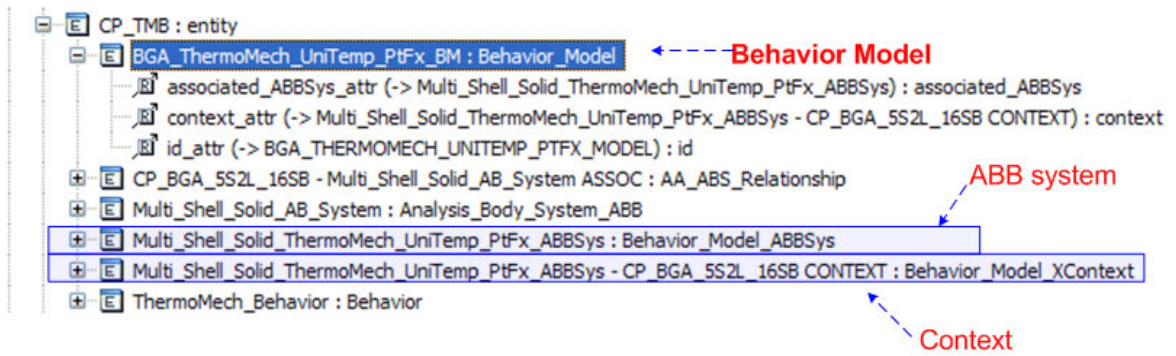 CP_TMB : entity
BGA_ThermoMech_UniTemp_PtFx_BM : Behavior_Model
Behavior Model
associated_ABBSys_attr (-> Multi_Shell_Solid_ThermoMech_UniTemp_PtFx_ABBSys) : associated_ABBSys
context_attr (-> Multi_Shell_Solid_ThermoMech_UniTemp_PtFx_ABBSys - CP_BGA_5S2L_16SB CONTEXT) : context
id_attr (-> BGA_THERMOMECH_UNITEMP_PTFX_MODEL) : id
CP_BGA_5S2L_16SB - Multi_Shell_Solid_AB_System ASSOC : AA_ABS_Relationship
ABB system
Multi_Shell_Solid_AB_System : Analysis_Body_System_ABB
Multi_Shell_Solid_ThermoMech_UniTemp_PtFx_ABBSys : Behavior_Model_ABBSys
Multi_Shell_Solid_ThermoMech_UniTemp_PtFx_ABBSys - CP_BGA_5S2L_16SB CONTEXT : Behavior_Model_XContext
ThermoMech_Behavior : Behavior
Context